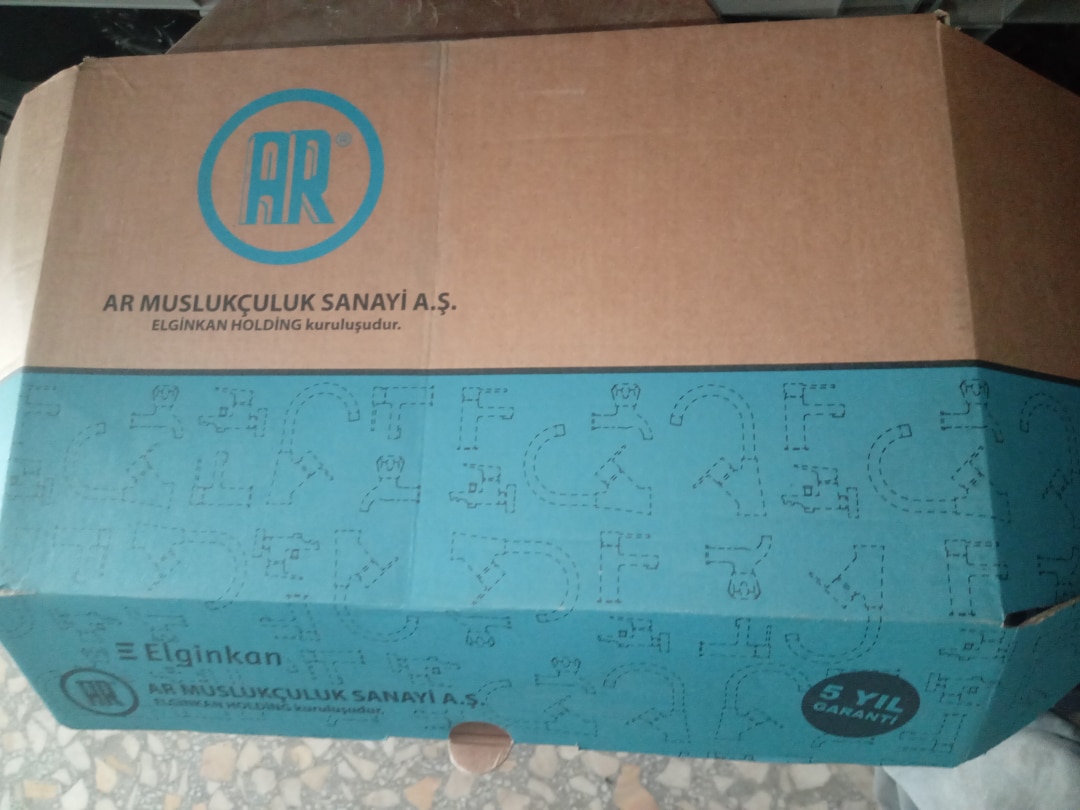 AR®
AR MUSLUKÇULUK SANAYİ A.Ş.
ELGİNKAN HOLDİNG kuruluşudur.
Elginkan
AR
AR MUSLUKÇULUK SANAYİ A.Ş.
ELGİNKAN HOLDİNG kuruluşudur.
5 YIL
GARANTİ